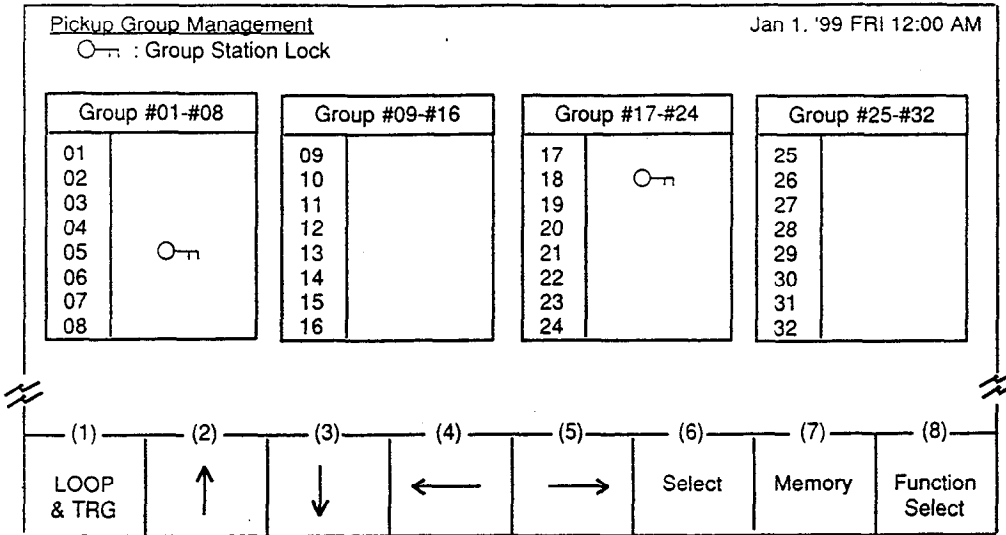 Pickup Group Management
Jan 1. '99 FRI 12:00 AM
: Group Station Lock
Group #01-#08
01
02
03
04
05
06
07
08
Group #09-#16
09
10
11
12
13
14
15
16
Group #17-#24
17
18
19
20
21
22
23
24
Group #25-#32
25
26
27
28
29
30
31
32
(1) (2) (3) (4) (5) (6) (7) (8)
LOOP
& TRG
Select
Memory
Function
Select